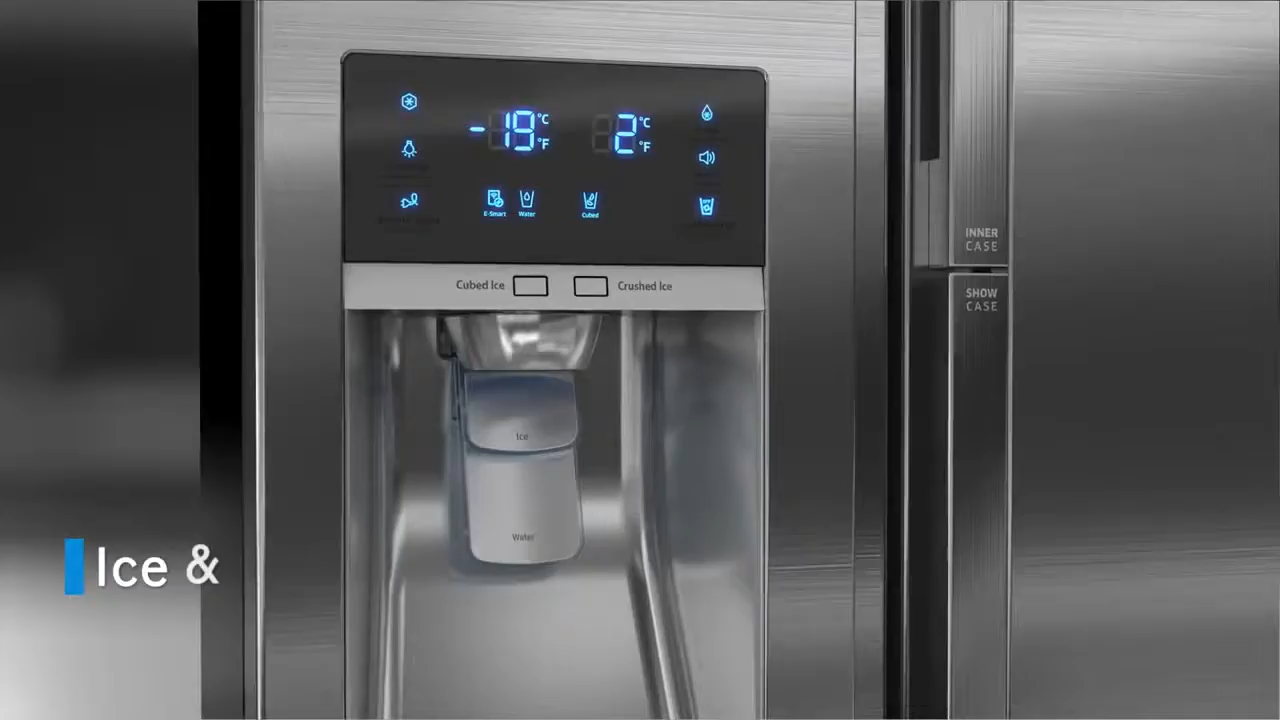 -19 °C
°F
2 °C
°F
E-Smart
Water
Cubed
Cubed Ice
Crushed Ice
INNER
CASE
SHOW
CASE
Ice
Water
Ice &